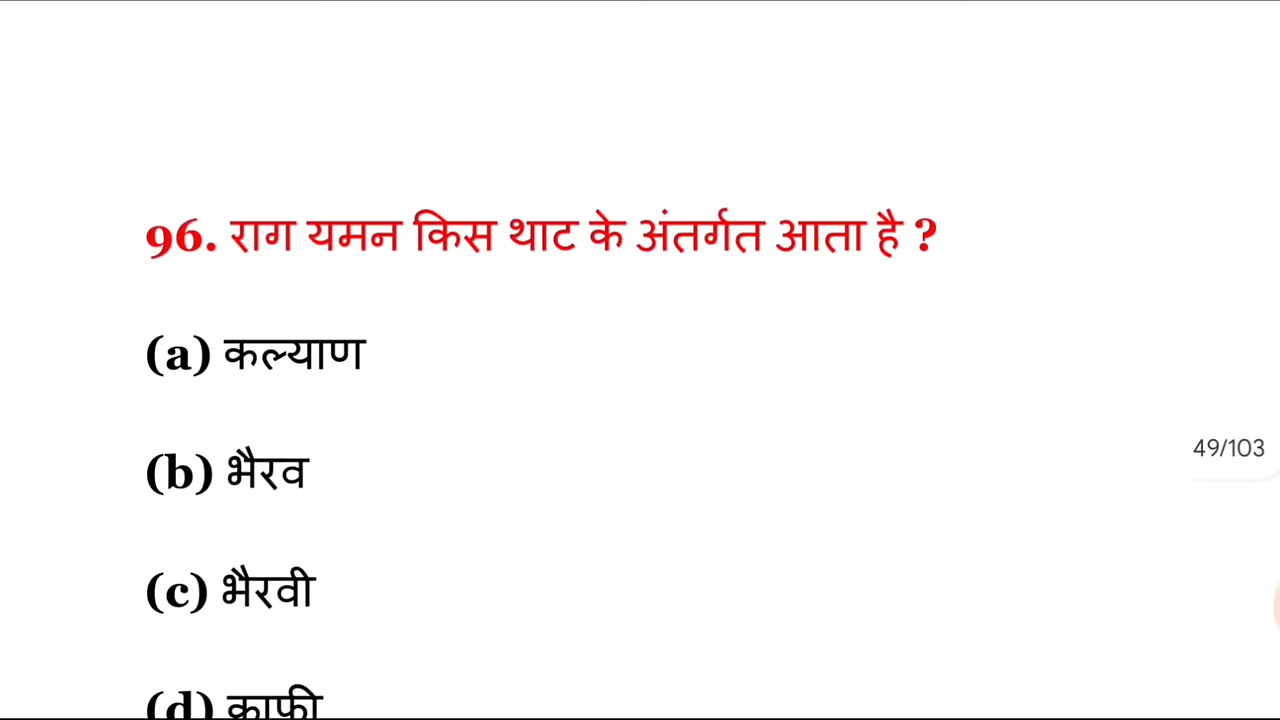 96. राग यमन किस थाट के अंतर्गत आता है ?
(a) कल्याण
49/103
(b) भैरव
(c) भैरवी
(d) काफी